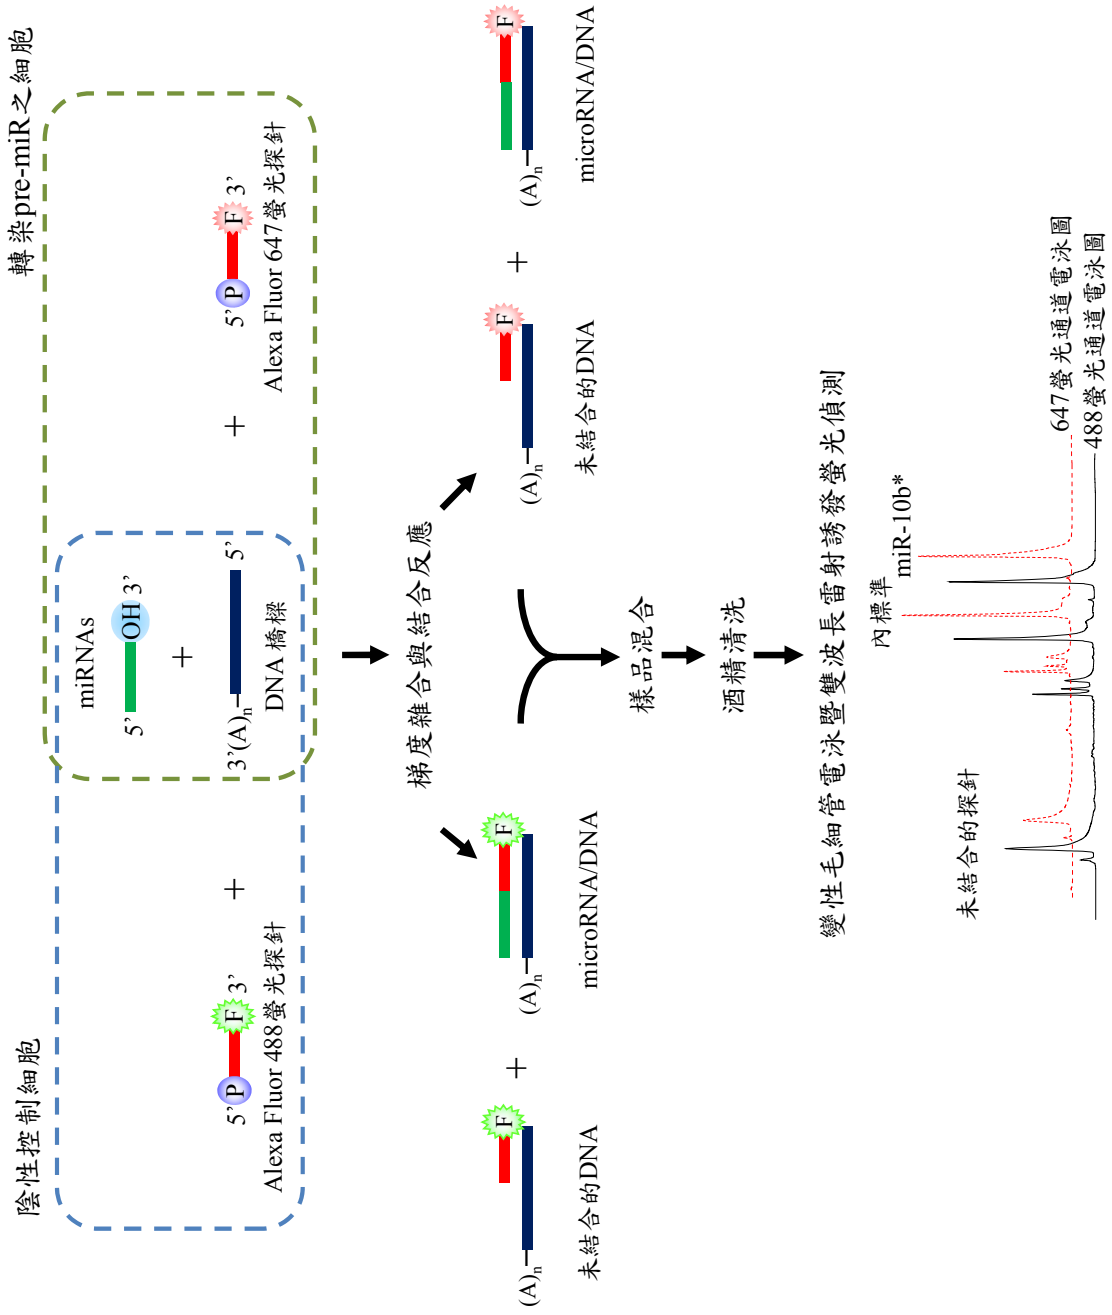 陰性控制細胞
轉染pre-miR之細胞
miRNAs
5’ OH 3’
+
3’(A)n 5’
DNA 橋樑
+
5’ P F 3’
Alexa Fluor 488螢光探針
+
5’ P F 3’
Alexa Fluor 647螢光探針
梯度雜合與結合反應
F
(A)n
未結合的DNA
+
F
(A)n
microRNA/DNA
F
(A)n
未結合的DNA
+
F
(A)n
microRNA/DNA
樣品混合
酒精清洗
變性毛細管電泳暨雙波長雷射誘發螢光偵測
未結合的探針
內標準
miR-10b*
647螢光通道電泳圖
488螢光通道電泳圖